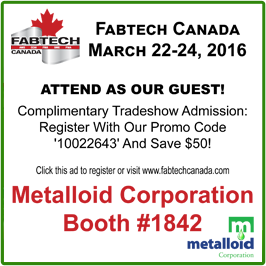 FABTECH
CANADA
FABTECH CANADA
MARCH 22-24, 2016
ATTEND AS OUR GUEST!
Complimentary Tradeshow Admission:
Register With Our Promo Code
'10022643' And Save $50!
Click this ad to register or visit www.fabtechcanada.com
Metalloid Corporation
Booth #1842
m
metalloid
Corporation